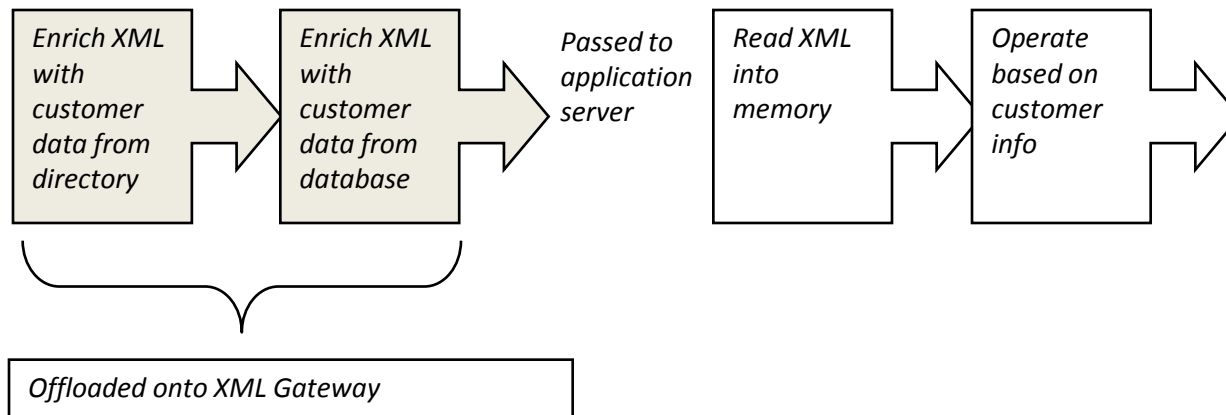 Enrich XML
with
customer
data from
directory
Enrich XML
with
customer
data from
database
Passed to
application
server
Read XML
into
memory
Operate
based on
customer
info
Offloaded onto XML Gateway